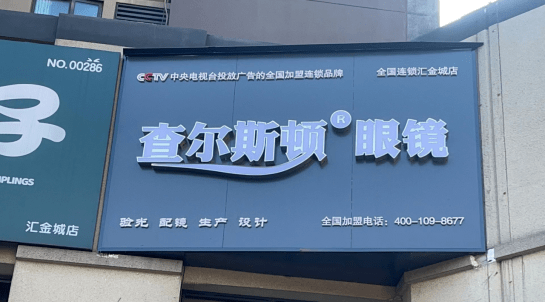 NO.00286
子
MPLINGS
汇金城店
CCTV 中央电视台投放广告的全国加盟连锁品牌
全国连锁汇金城店
查尔斯顿® 眼镜
验光 配镜 生产 设计
全国加盟电话：400-109-8677